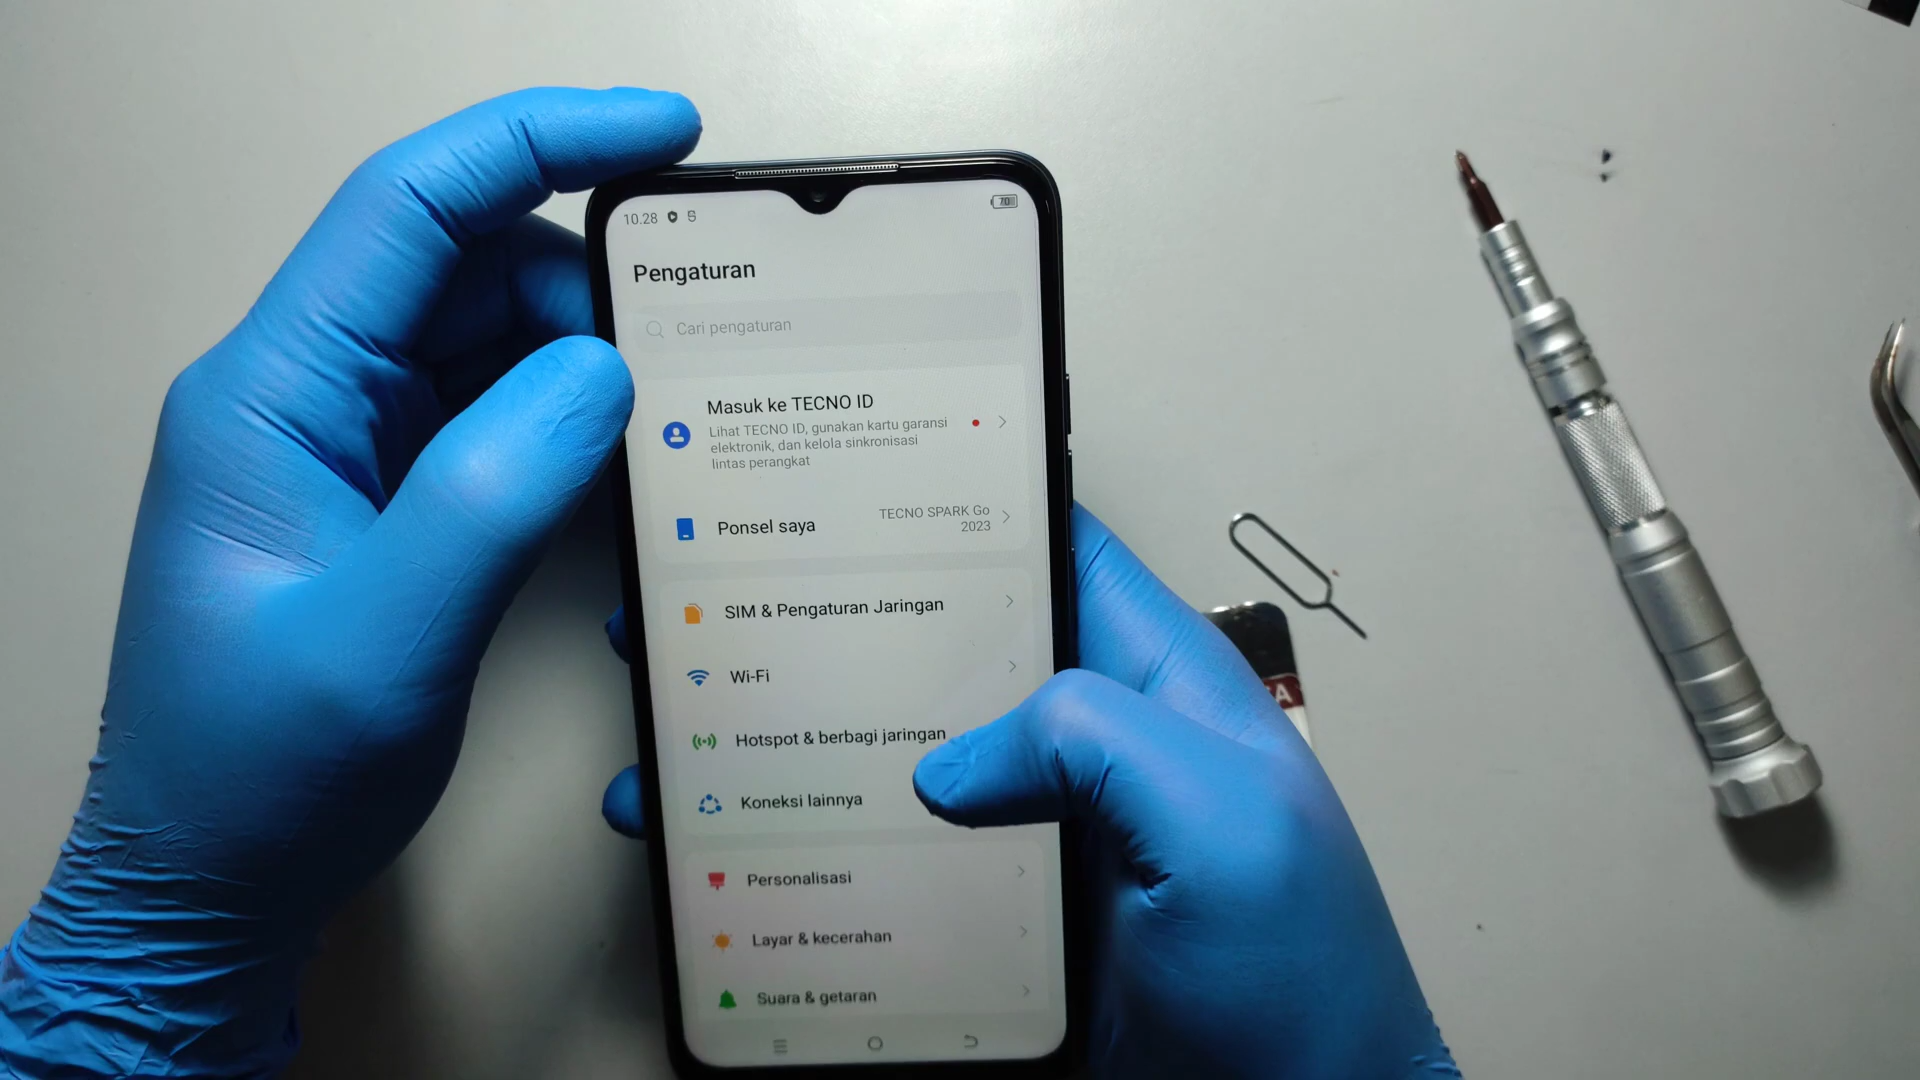 10.28
70
Pengaturan
Cari pengaturan
Masuk ke TECNO ID
Lihat TECNO ID, gunakan kartu garansi
elektronik, dan kelola sinkronisasi
lintas perangkat
Ponsel saya
TECNO SPARK Go
2023
SIM & Pengaturan Jaringan
Wi-Fi
Hotspot & berbagi jaringan
Koneksi lainnya
Personalisasi
Layar & kecerahan
Suara & getaran